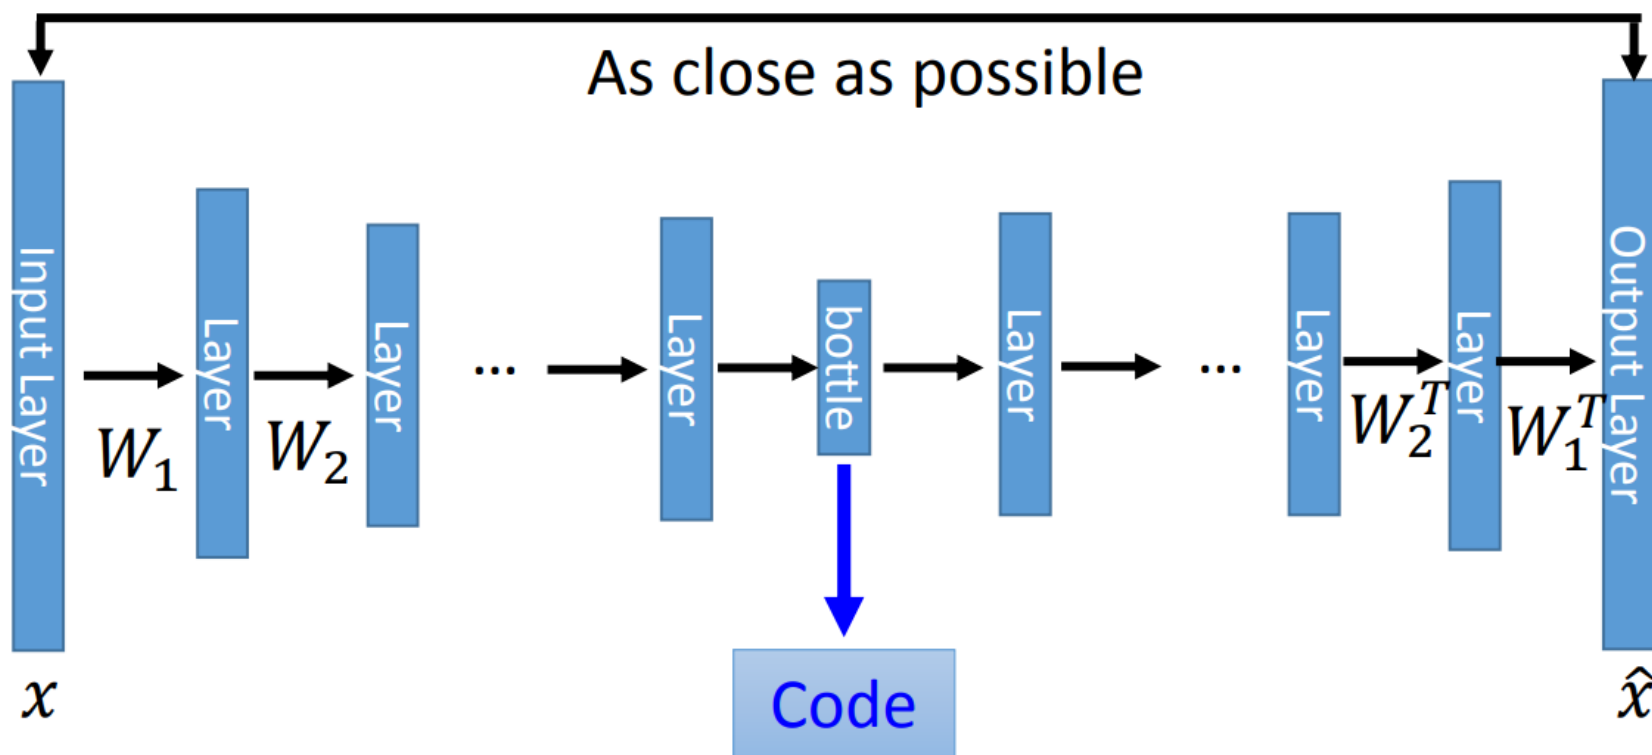 As close as possible
Input Layer
Layer
Layer
...
Layer
bottle
Layer
...
Layer
Layer
Output Layer
W₁
W₂
W₂ᵀ
W₁ᵀ
x
Code
x̂